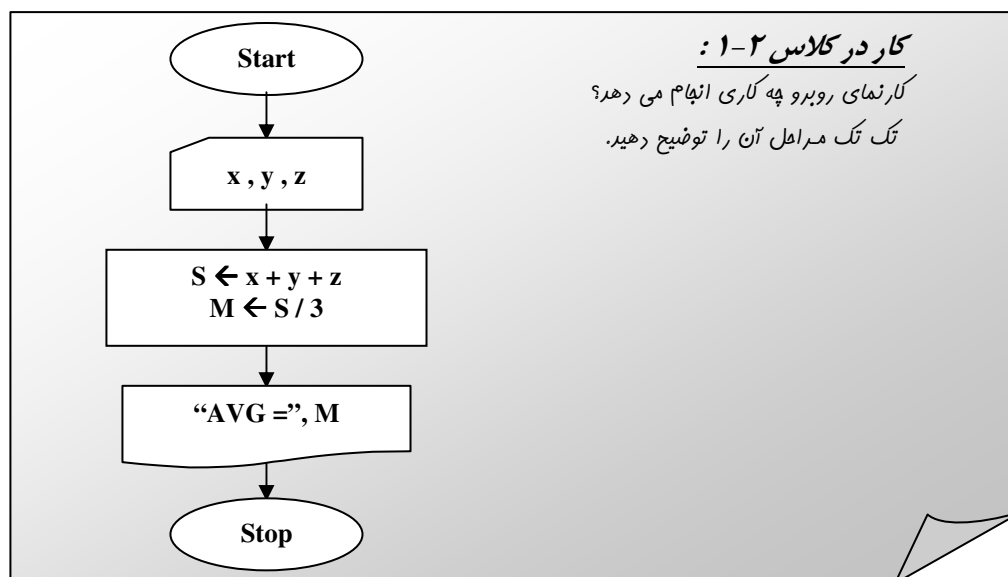 کار در کلاس ۲-۱ :
کارنمای روبرو چه کاری انجام می دهد؟
تک تک مراحل آن را توضیح دهید.
Start
x , y , z
S ← x + y + z
M ← S / 3
“AVG =”, M
Stop